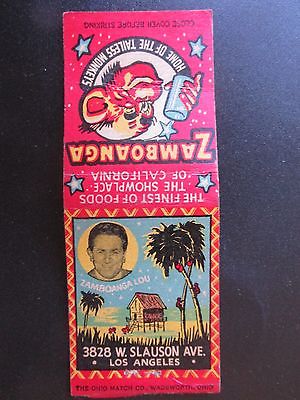 CLOSE COVER BEFORE STRIKING
HOME OF THE TAILESS MONKEYS
ZAMBOANGA
THE SHOWPLACE
OF CALIFORNIA
THE FINEST OF FOODS
ZAMBOANGA LOU
3828 W. SLAUSON AVE.
• LOS ANGELES •
THE OHIO MATCH CO., WADSWORTH, OHIO